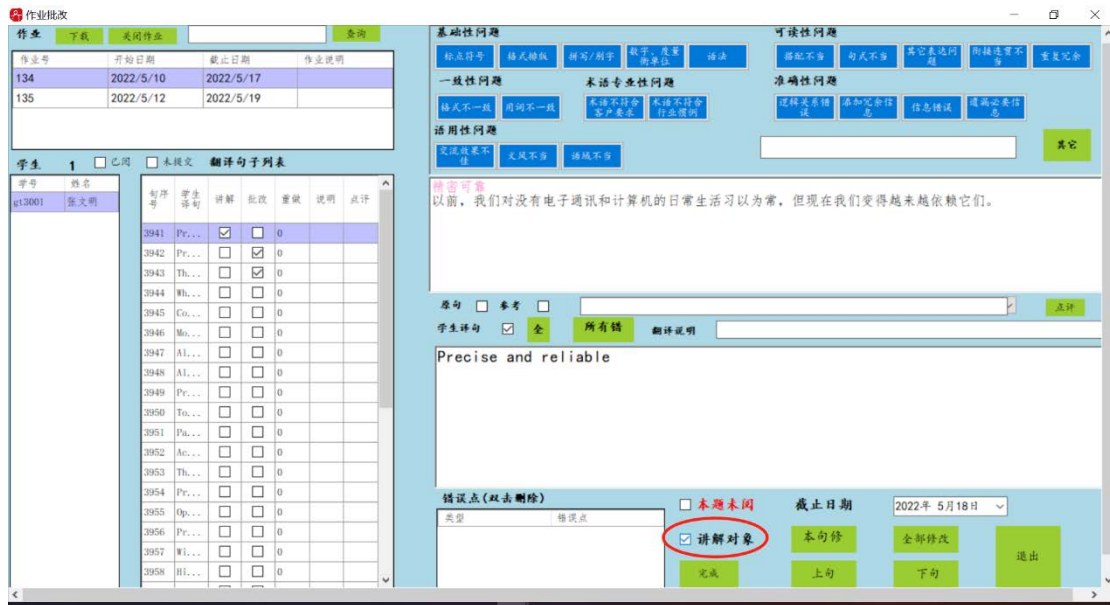 作业批改
作业 下载 关闭作业 查询
作业号 开始日期 截止日期 作业说明
134 2022/5/10 2022/5/17
135 2022/5/12 2022/5/19
学生 1 已阅 未提交 翻译句子列表
学号 姓名
gt3001 张文明
句序号 学生译句 讲解 批改 重做 说明 点评
3941 Pr... 0
3942 Pr... 0
3943 Th... 0
3944 Wh... 0
3945 Co... 0
3946 Mo... 0
3947 Al... 0
3948 Al... 0
3949 Pr... 0
3950 To... 0
3951 Pa... 0
3952 Ac... 0
3953 Th... 0
3954 Pr... 0
3955 Op... 0
3956 Pr... 0
3957 Wi... 0
3958 Hi... 0
基础性问题
标点符号 格式排版 拼写/别字 数字、度量衡单位 语法
可读性问题
搭配不当 句式不当 其它表达问题 衔接连贯不当 重复冗余
一致性问题
格式不一致 用词不一致
术语专业性问题
术语不符合客户要求 术语不符合行业惯例
准确性问题
逻辑关系错误 添加冗余信息 信息错误 遗漏必要信息
语用性问题
交流效果不佳 文风不当 语域不当
其它
精密可靠
以前，我们对没有电子通讯和计算机的日常生活习以为常，但现在我们变得越来越依赖它们。
原句 参考 点评
学生译句 全 所有错 翻译说明
Precise and reliable
错误点(双击删除)
类型 错误点
本题未阅 截止日期 2022年 5月18日
讲解对象 本句修 全部修改 退出
完成 上句 下句